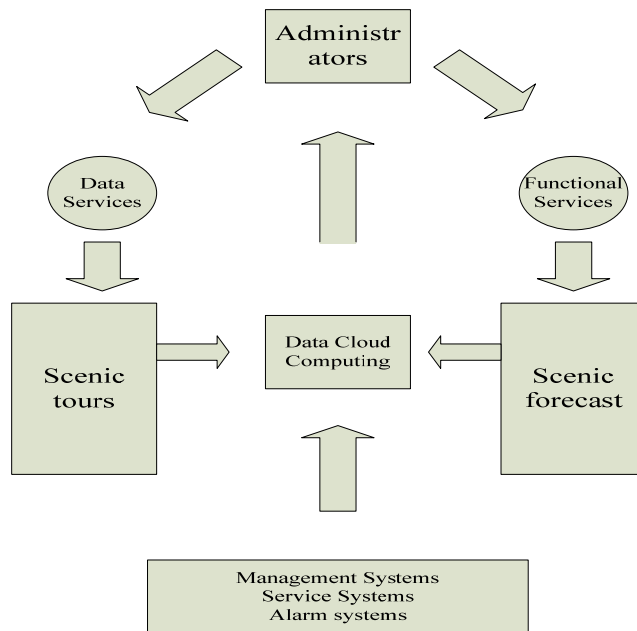 Administr
ators
Data
Services
Functional
Services
Scenic
tours
Data Cloud
Computing
Scenic
forecast
Management Systems
Service Systems
Alarm systems